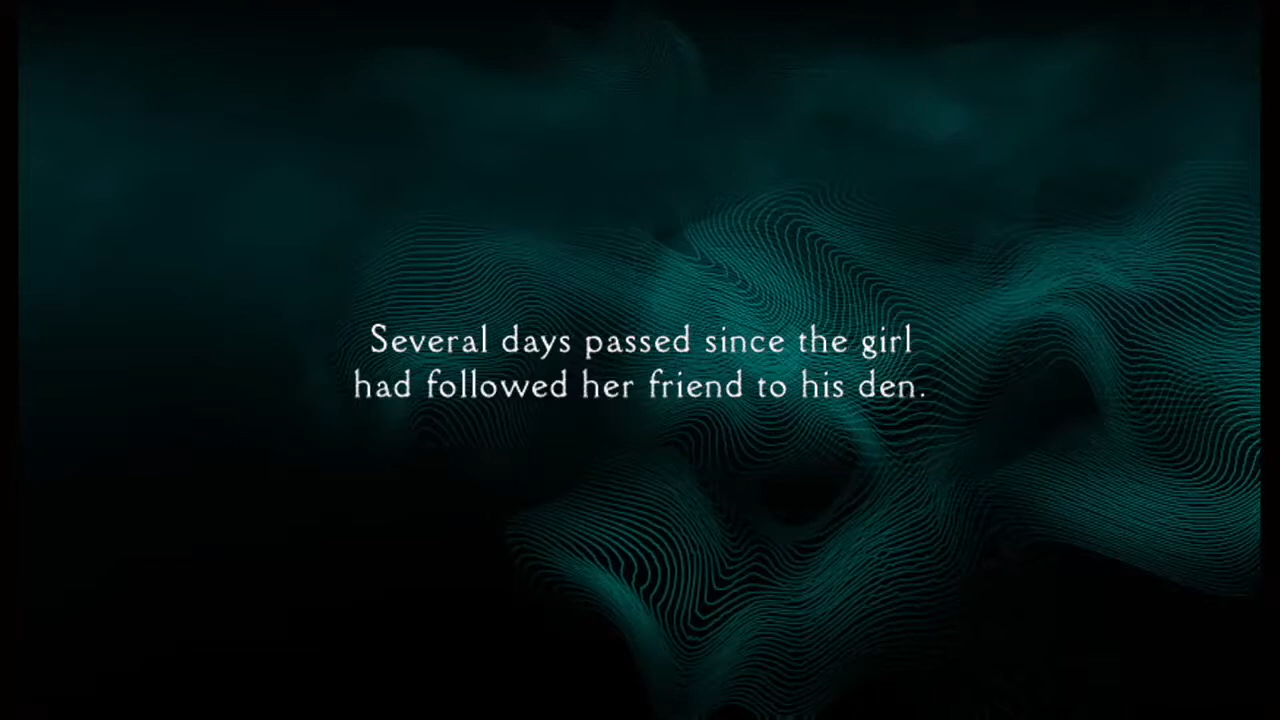 Several days passed since the girl
had followed her friend to his den.